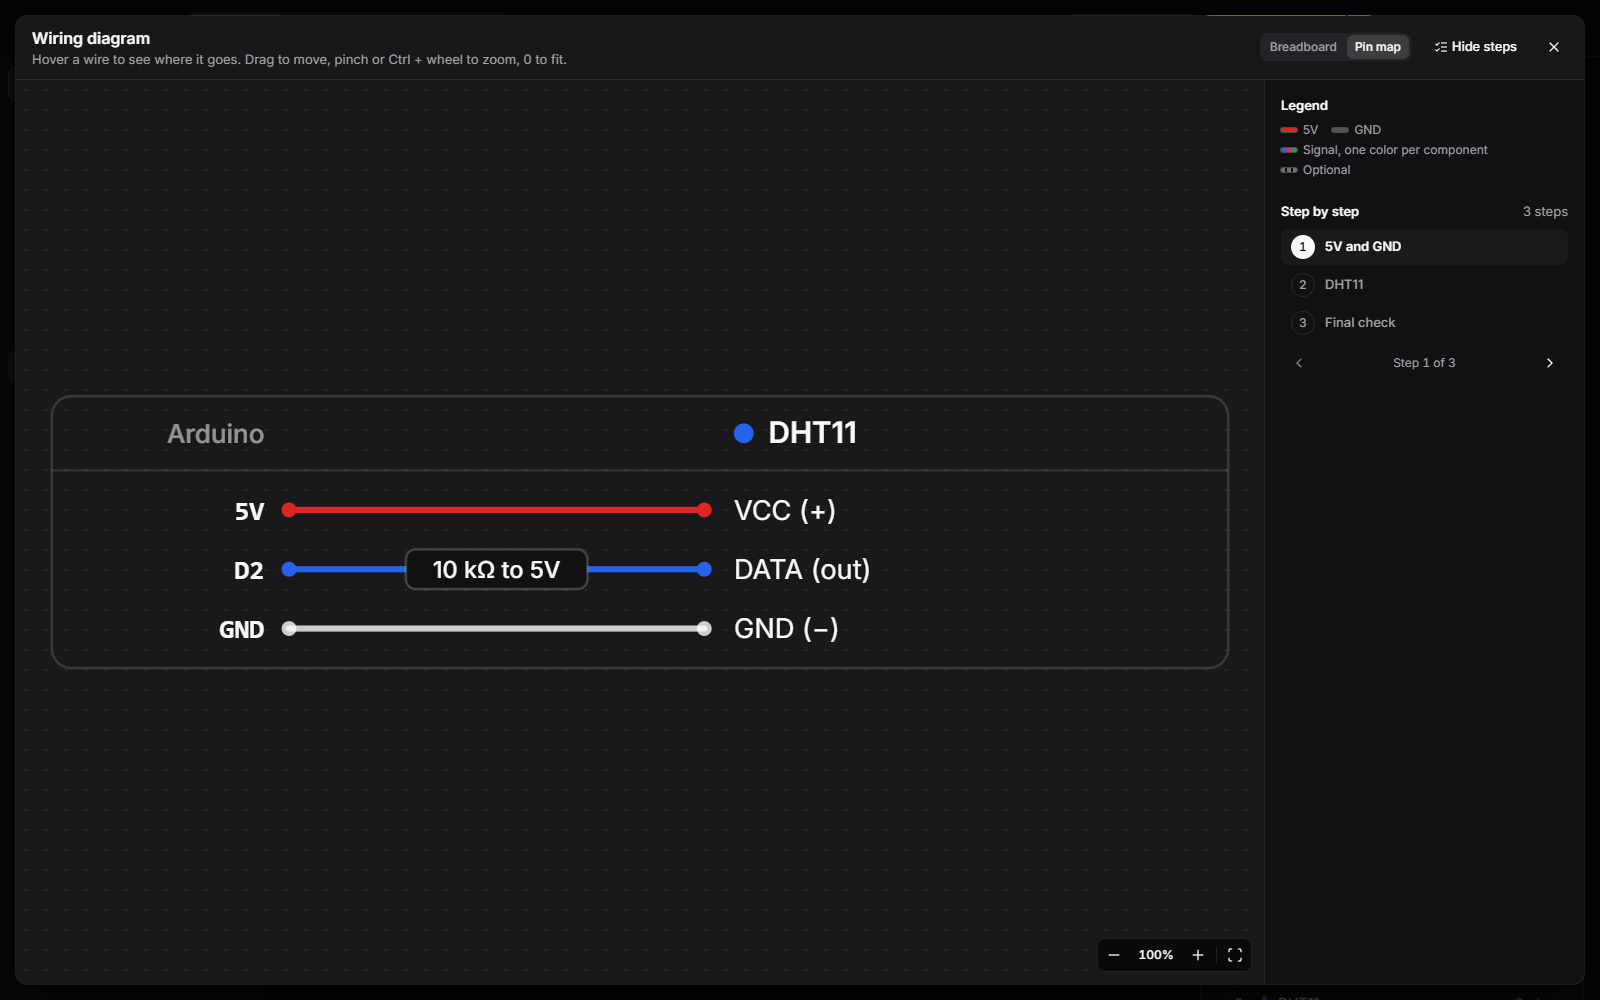 Wiring diagram
Hover a wire to see where it goes. Drag to move, pinch or Ctrl + wheel to zoom, 0 to fit.
Breadboard
Pin map
Hide steps
Arduino
DHT11
5V
VCC (+)
D2
10 kΩ to 5V
DATA (out)
GND
GND (−)
100%
Legend
5V
GND
Signal, one color per component
Optional
Step by step
3 steps
1
5V and GND
2
DHT11
3
Final check
Step 1 of 3